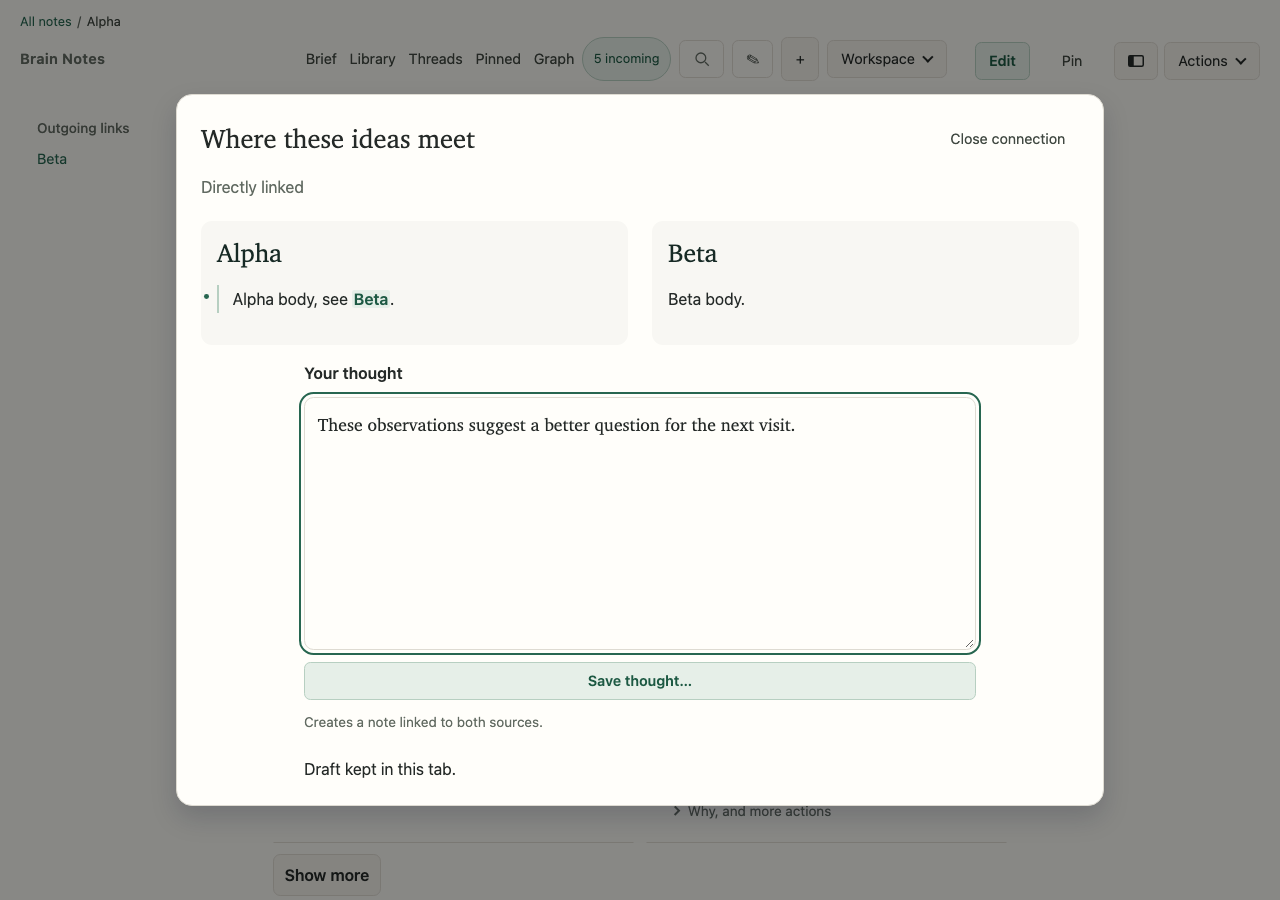 All notes / Alpha
Brain Notes
Brief Library Threads Pinned Graph 5 incoming + Workspace Edit Pin Actions
Outgoing links
Beta
Where these ideas meet
Close connection
Directly linked
Alpha
Alpha body, see Beta.
Beta
Beta body.
Your thought
These observations suggest a better question for the next visit.
Save thought...
Creates a note linked to both sources.
Draft kept in this tab.
Why, and more actions
Show more